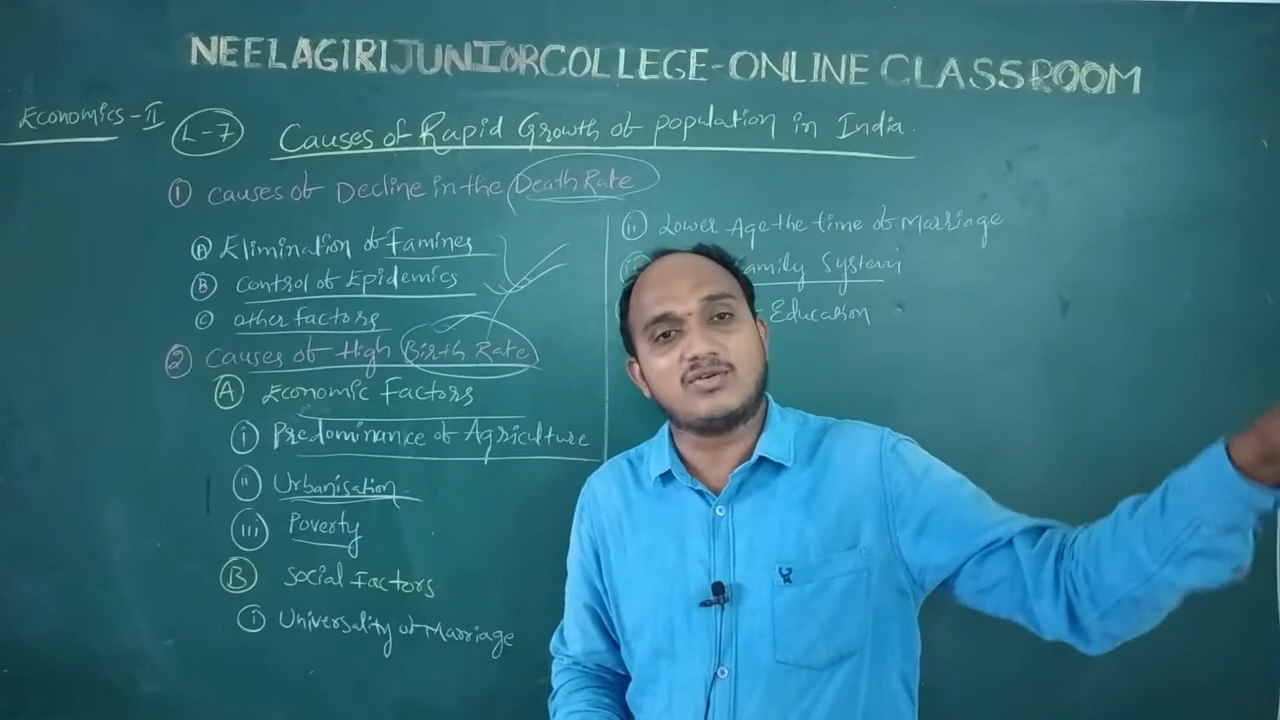 NEELAGIRI JUNIOR COLLEGE-ONLINE CLASSROOM
Economics-II
L-7
Causes of Rapid Growth of population in India.
1 causes of Decline in the Death Rate
A Elimination of Famines
B control of Epidemics
C other factors
2 causes of High Birth Rate
A Economic Factors
i Predominance of Agriculture
ii Urbanisation
iii Poverty
B Social Factors
i Universality of Marriage
ii Lower Age the time of Marriage
Family System
Education